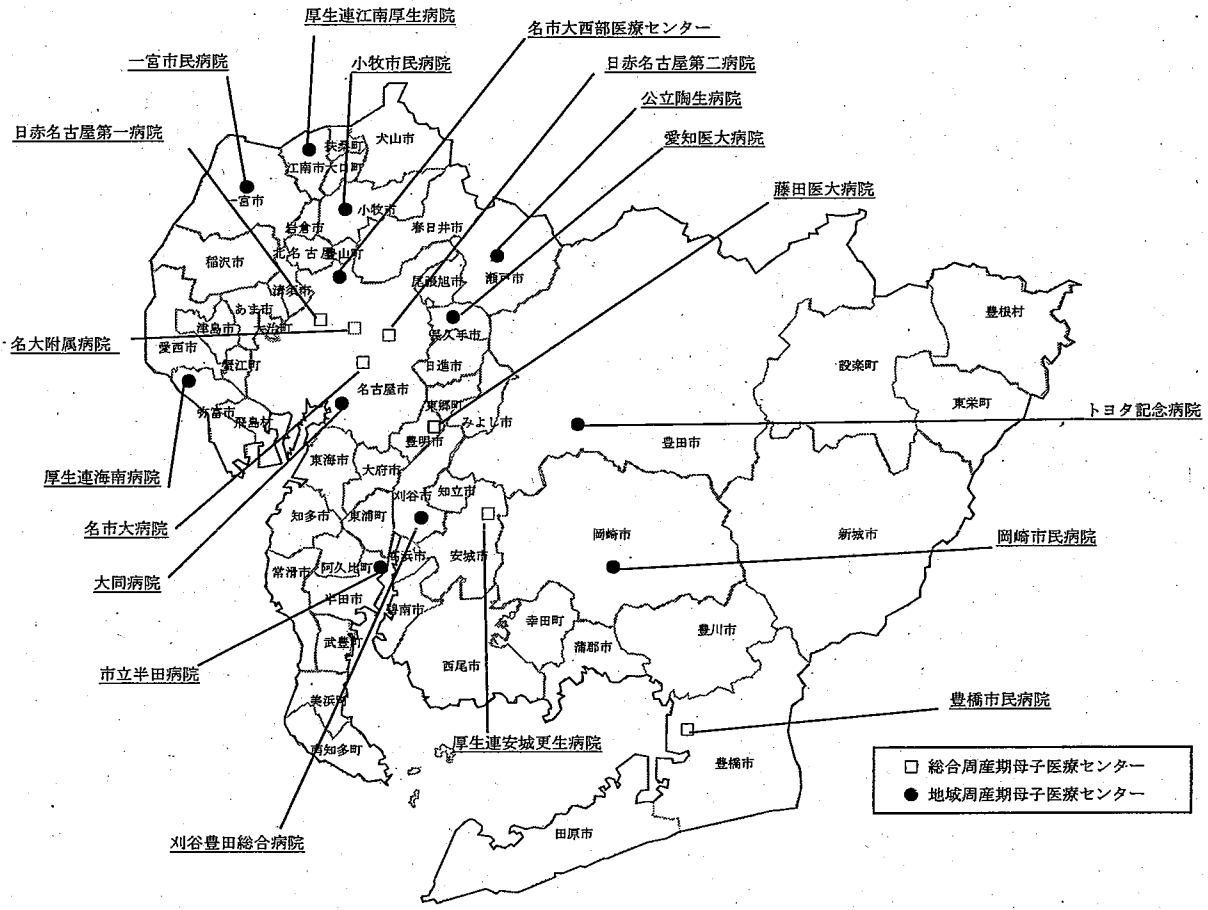 厚生連江南厚生病院
名市大西部医療センター
一宮市民病院
小牧市民病院
日赤名古屋第二病院
公立陶生病院
日赤名古屋第一病院
愛知医大病院
藤田医大病院
犬山市
扶桑町
江南市
大口町
一宮市
小牧市
岩倉市
春日井市
北名古屋
豊山町
稲沢市
尾張旭市
瀬戸市
清須市
あま市
津島市
大治町
長久手市
豊根村
名大附属病院
愛西市
蟹江町
日進市
設楽町
名古屋市
東郷町
東栄町
弥富市
飛島村
みよし市
トヨタ記念病院
豊明市
豊田市
東海市
大府市
厚生連海南病院
刈谷市
知立市
知多市
東浦町
名市大病院
岡崎市
新城市
岡崎市民病院
高浜市
安城市
常滑市
阿久比町
大同病院
半田市
碧南市
幸田町
豊川市
武豊町
蒲郡市
西尾市
市立半田病院
美浜町
豊橋市民病院
南知多町
厚生連安城更生病院
豊橋市
□ 総合周産期母子医療センター
● 地域周産期母子医療センター
田原市
刈谷豊田総合病院